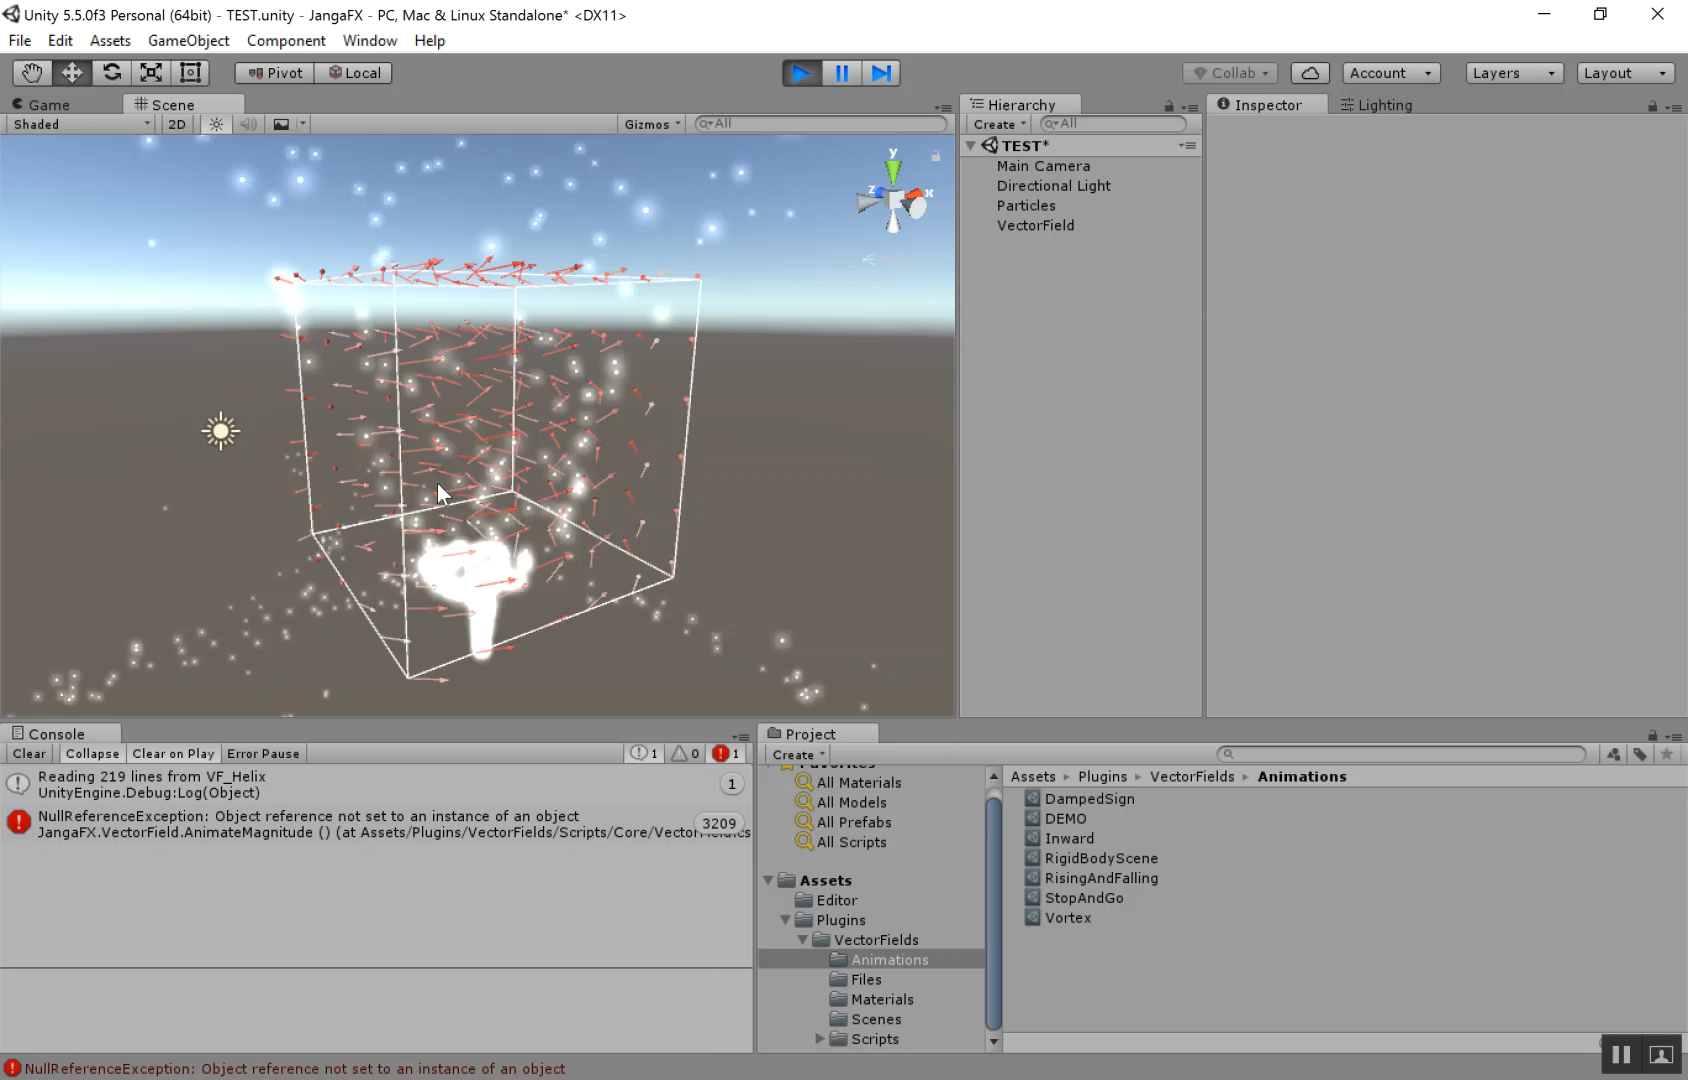 Unity 5.5.0f3 Personal (64bit) - TEST.unity - JangaFX - PC, Mac & Linux Standalone* <DX11>
File Edit Assets GameObject Component Window Help
Pivot Local Collab Account Layers Layout
Game Scene Hierarchy Inspector Lighting
Shaded 2D Gizmos All Create All
TEST*
Main Camera
Directional Light
Particles
VectorField
y
z x
Console
Clear Collapse Clear on Play Error Pause 1 0 1
Reading 219 lines from VF_Helix
UnityEngine.Debug:Log(Object)
1
NullReferenceException: Object reference not set to an instance of an object
JangaFX.VectorField.AnimateMagnitude () (at Assets/Plugins/VectorFields/Scripts/Core/
3209
Project
Create
Favorites
All Materials
All Models
All Prefabs
All Scripts
Assets
Editor
Plugins
VectorFields
Animations
Files
Materials
Scenes
Scripts
Assets Plugins VectorFields Animations
DampedSign
DEMO
Inward
RigidBodyScene
RisingAndFalling
StopAndGo
Vortex
NullReferenceException: Object reference not set to an instance of an object